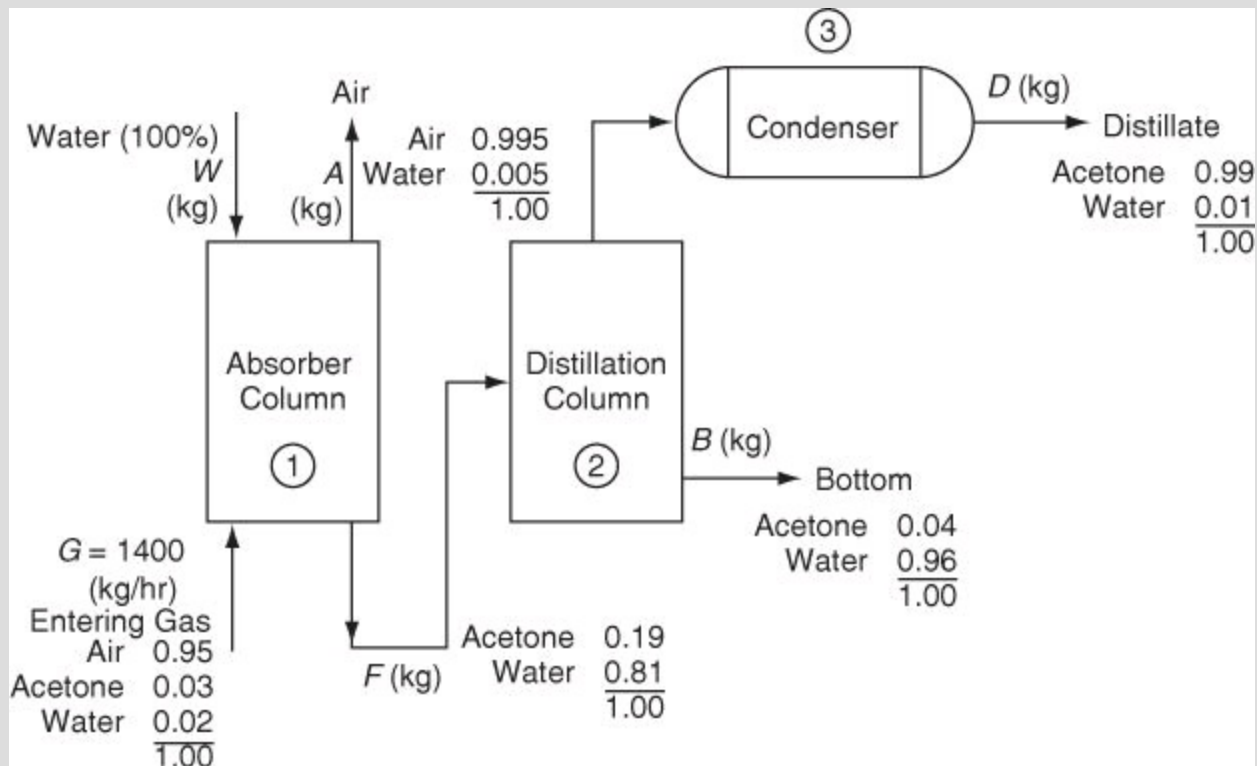 3
Air
Water (100%)
W
(kg)
A
(kg)
Air 0.995
Water 0.005
1.00
Condenser
D (kg)
Distillate
Acetone 0.99
Water 0.01
1.00
Absorber
Column
1
Distillation
Column
2
B (kg)
Bottom
Acetone 0.04
Water 0.96
1.00
G = 1400
(kg/hr)
Entering Gas
Air 0.95
Acetone 0.03
Water 0.02
1.00
F (kg)
Acetone 0.19
Water 0.81
1.00